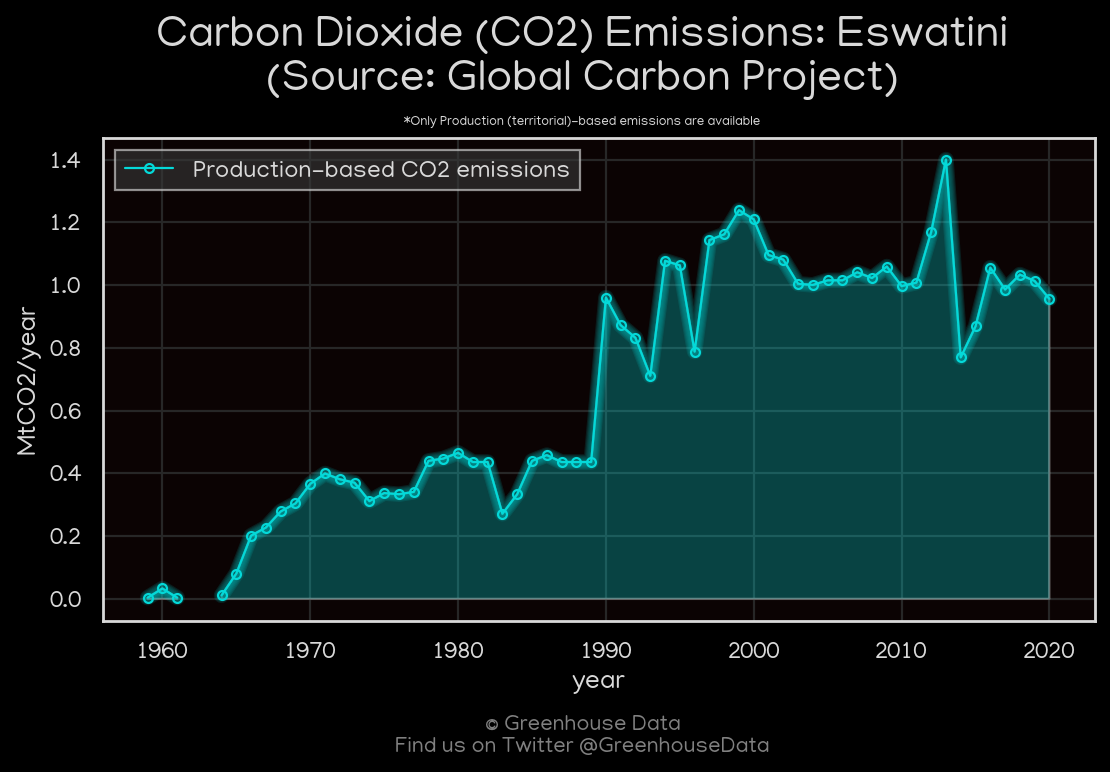 Carbon Dioxide (CO2) Emissions: Eswatini
(Source: Global Carbon Project)
*Only Production (territorial)-based emissions are available
Production-based CO2 emissions
MtCO2/year
1.4
1.2
1.0
0.8
0.6
0.4
0.2
0.0
1960 1970 1980 1990 2000 2010 2020
year
© Greenhouse Data
Find us on Twitter @GreenhouseData